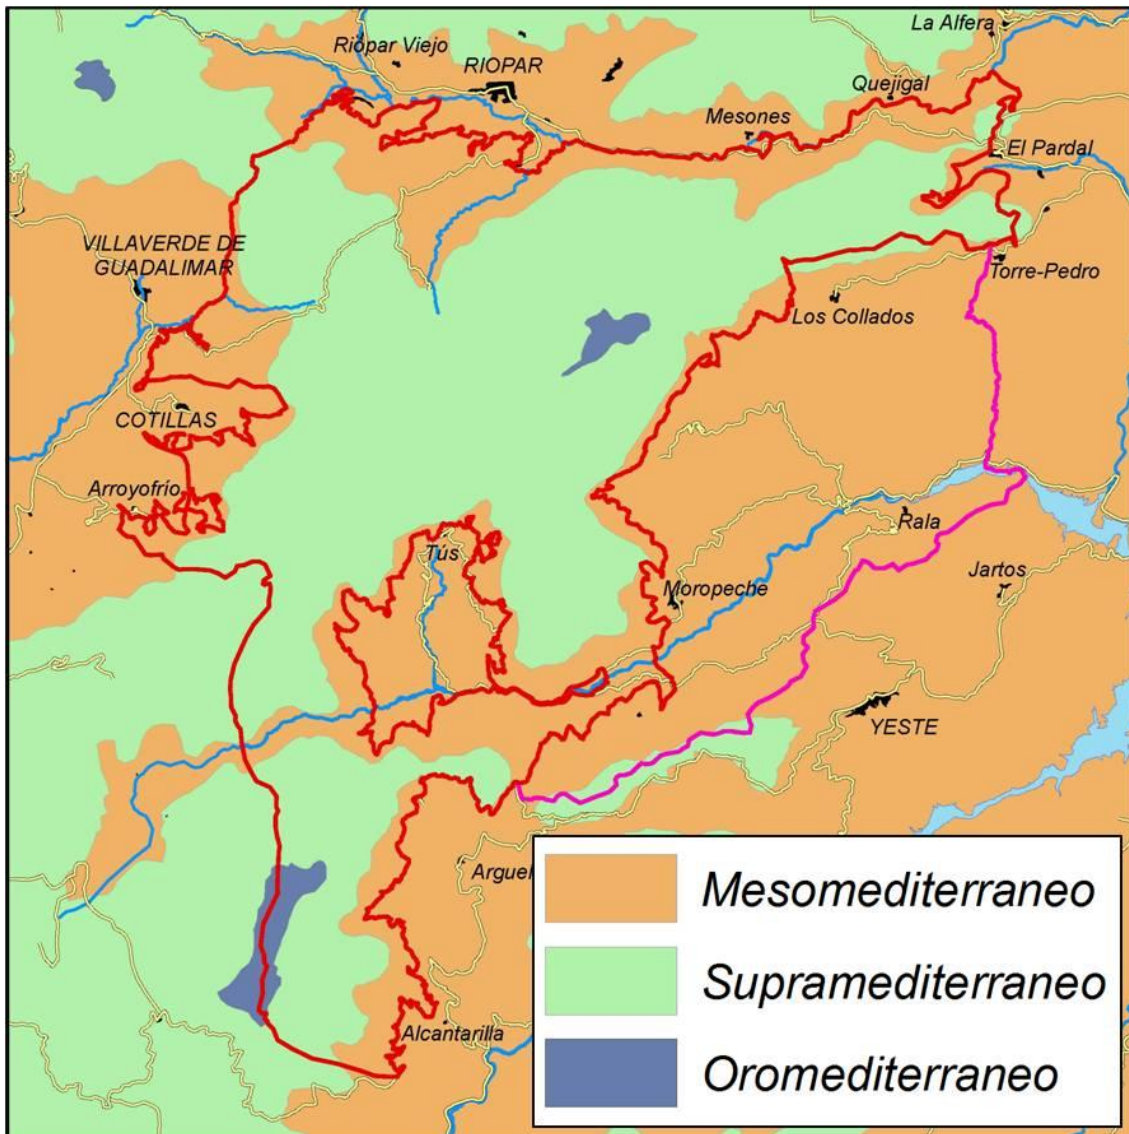 La Alfera
Riópar Viejo
RIOPAR
Quejigal
Mesones
El Pardal
VILLAVERDE DE
GUADALIMAR
Torre-Pedro
Los Collados
COTILLAS
Arroyofrío
Rala
Tús
Jartos
Moropeche
YESTE
Arguel
Alcantarilla
Mesomediterraneo
Supramediterraneo
Oromediterraneo